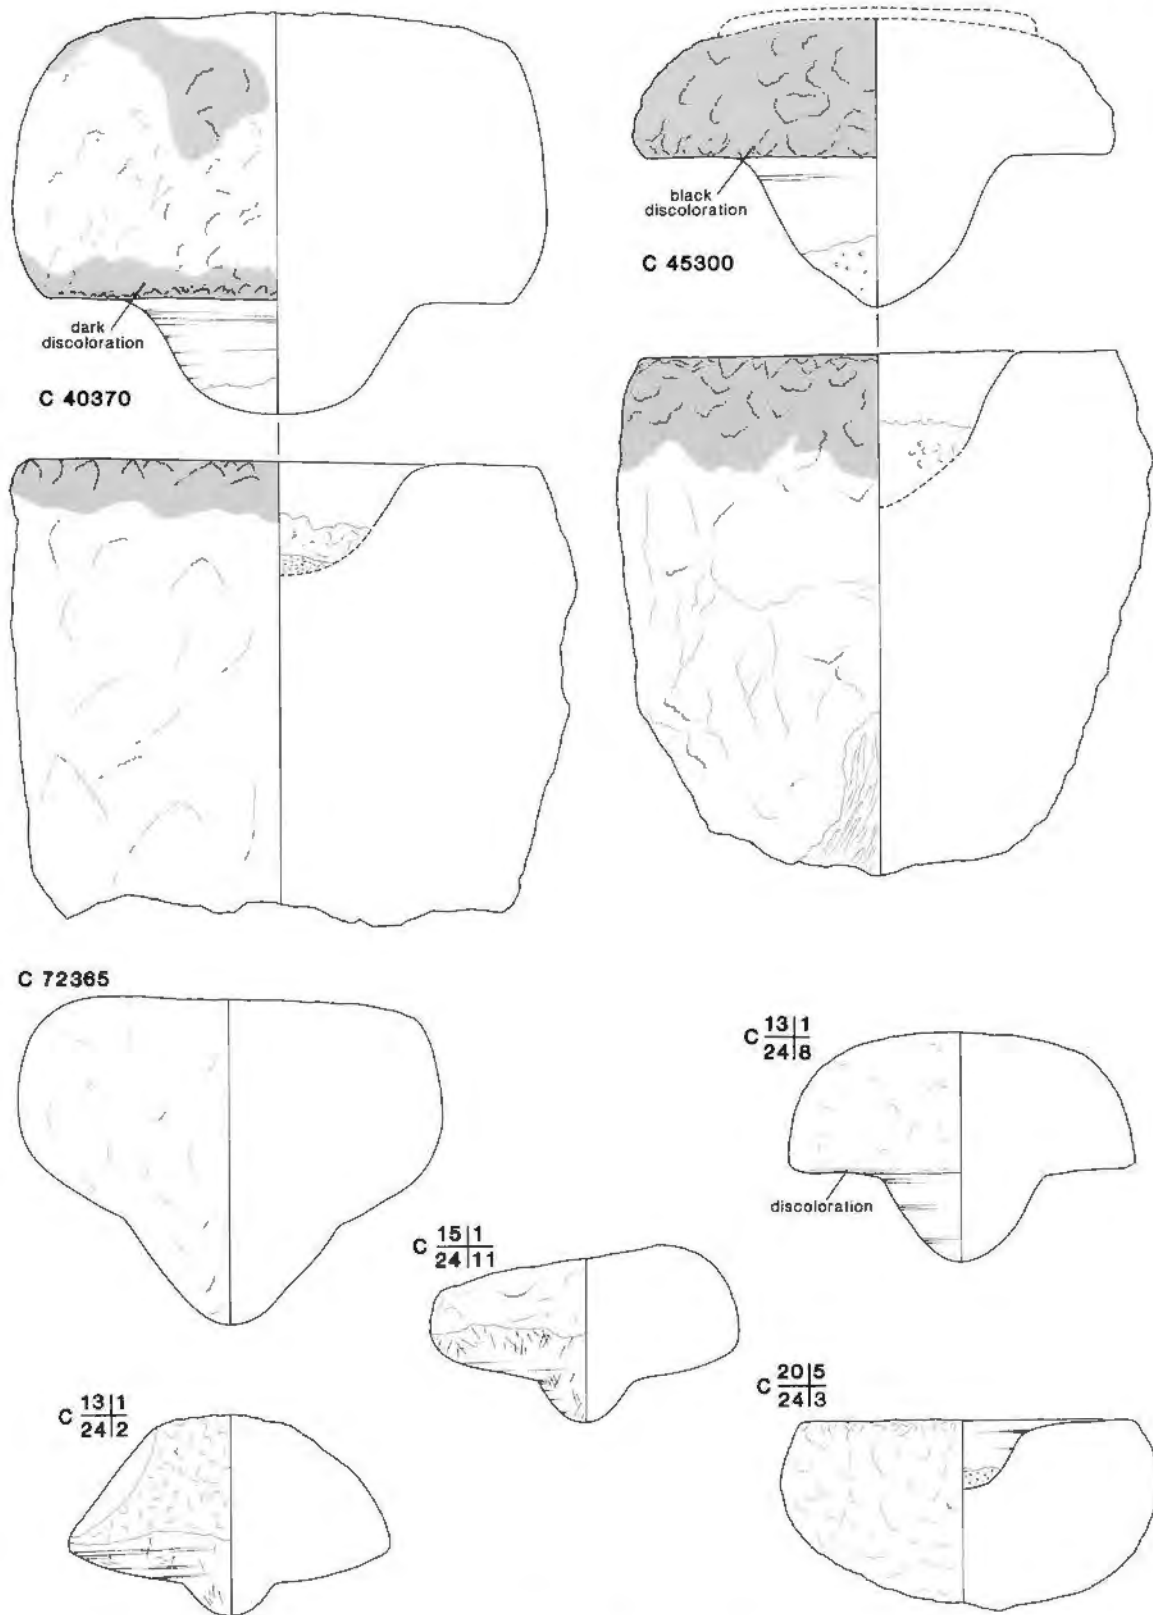 black
discoloration
C 45300
dark
discoloration
C 40370
C 72365
C 13|1
24|8
discoloration
C 15|1
24|11
C 20|5
24|3
C 13|1
24|2